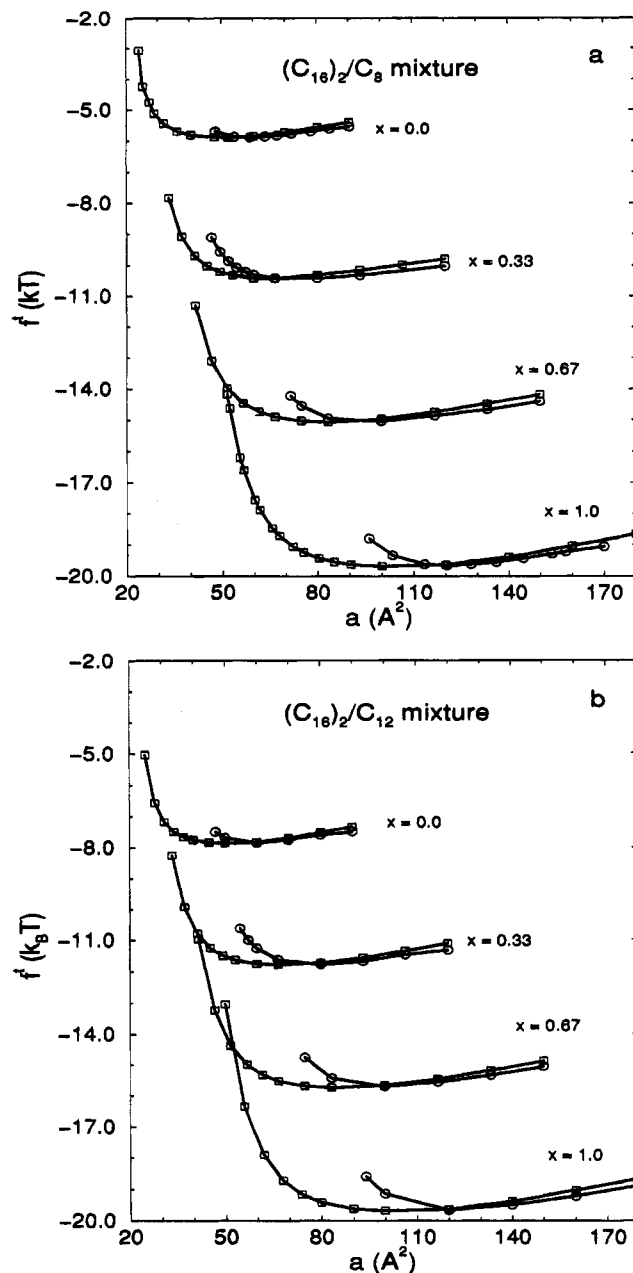 a
(C₁₆)₂/C₈ mixture
-2.0
-5.0
-8.0
-11.0
-14.0
-17.0
-20.0
fᵗ (kT)
x = 0.0
x = 0.33
x = 0.67
x = 1.0
20 50 80 110 140 170
a (A²)
b
(C₁₆)₂/C₁₂ mixture
-2.0
-5.0
-8.0
-11.0
-14.0
-17.0
-20.0
fᵗ (k_BT)
x = 0.0
x = 0.33
x = 0.67
x = 1.0
20 50 80 110 140 170
a (A²)